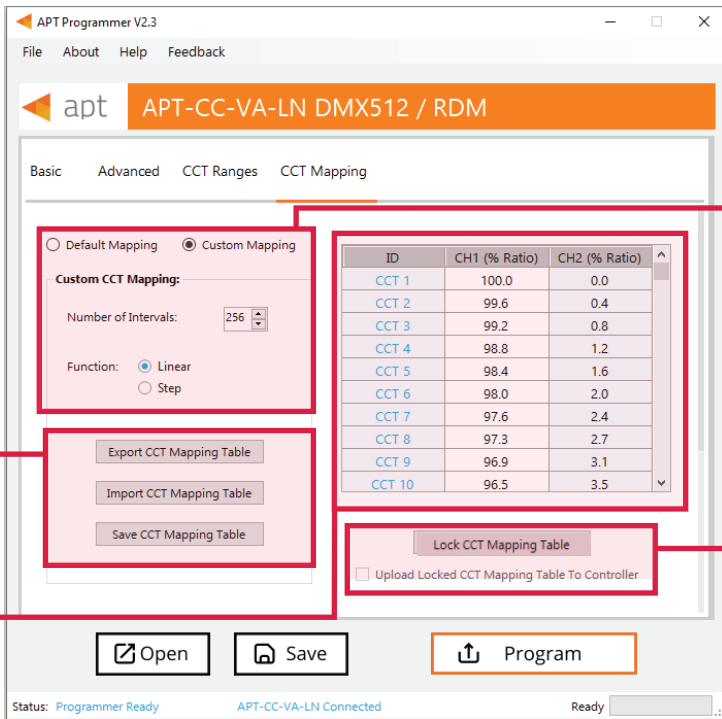 APT Programmer V2.3
File About Help Feedback
apt APT-CC-VA-LN DMX512 / RDM
Basic Advanced CCT Ranges CCT Mapping
Default Mapping Custom Mapping
Custom CCT Mapping:
Number of Intervals: 256
Function: Linear
Step
Export CCT Mapping Table
Import CCT Mapping Table
Save CCT Mapping Table
ID CH1 (% Ratio) CH2 (% Ratio)
CCT 1 100.0 0.0
CCT 2 99.6 0.4
CCT 3 99.2 0.8
CCT 4 98.8 1.2
CCT 5 98.4 1.6
CCT 6 98.0 2.0
CCT 7 97.6 2.4
CCT 8 97.3 2.7
CCT 9 96.9 3.1
CCT 10 96.5 3.5
Lock CCT Mapping Table
Upload Locked CCT Mapping Table To Controller
Open Save Program
Status: Programmer Ready APT-CC-VA-LN Connected Ready